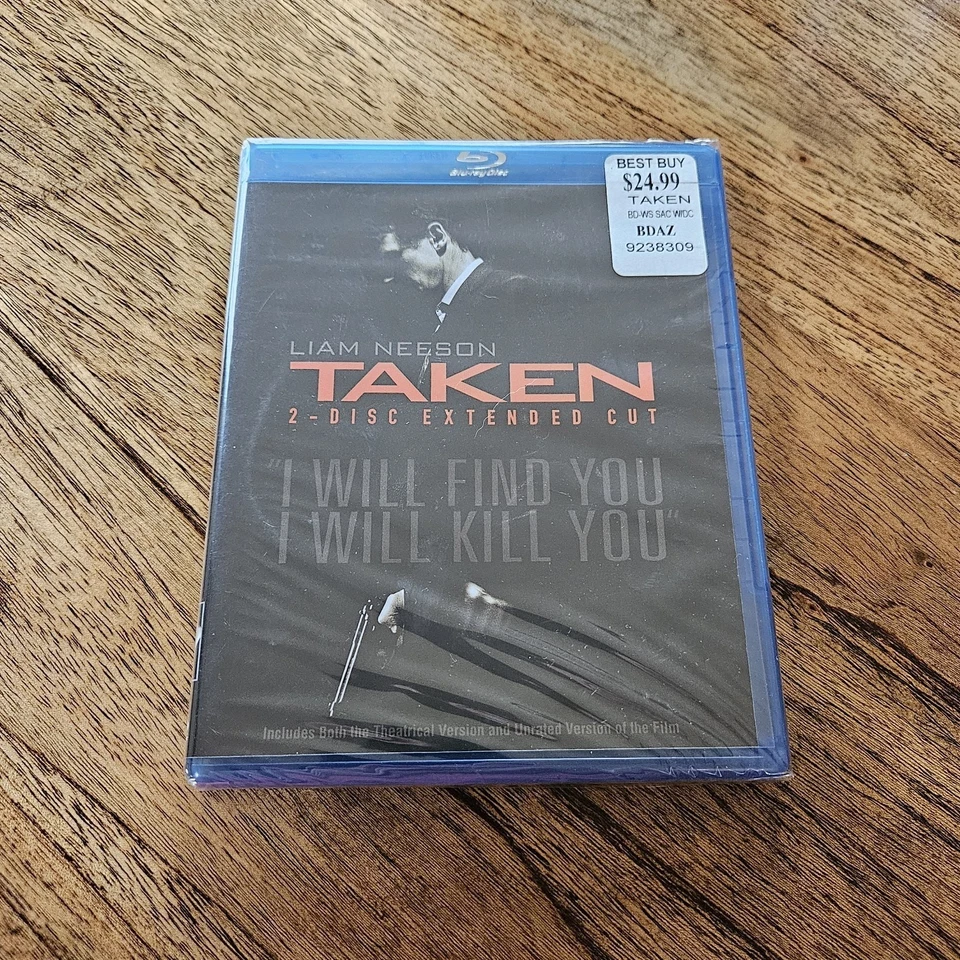 Blu-ray Disc
BEST BUY
$24.99
TAKEN
BD-WS SAC W/DC
BDAZ
9238309
LIAM NEESON
TAKEN
2-DISC EXTENDED CUT
"I WILL FIND YOU
I WILL KILL YOU"
Includes Both the Theatrical Version and Unrated Version of the Film